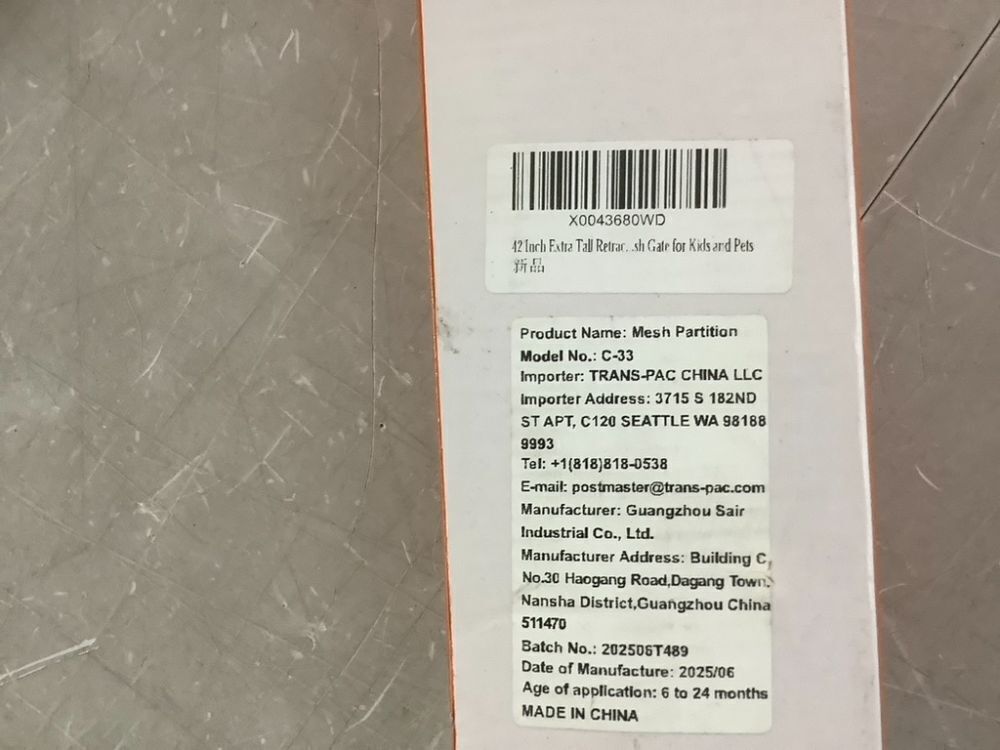 X0043680WD
42 Inch Extra Tall Retrac...sh Gate for Kids and Pets
新品
Product Name: Mesh Partition
Model No.: C-33
Importer: TRANS-PAC CHINA LLC
Importer Address: 3715 S 182ND
ST APT, C120 SEATTLE WA 98188
9993
Tel: +1(818)818-0538
E-mail: postmaster@trans-pac.com
Manufacturer: Guangzhou Sair
Industrial Co., Ltd.
Manufacturer Address: Building C,
No.30 Haogang Road,Dagang Town.
Nansha District,Guangzhou China
511470
Batch No.: 202506T489
Date of Manufacture: 2025/06
Age of application: 6 to 24 months
MADE IN CHINA